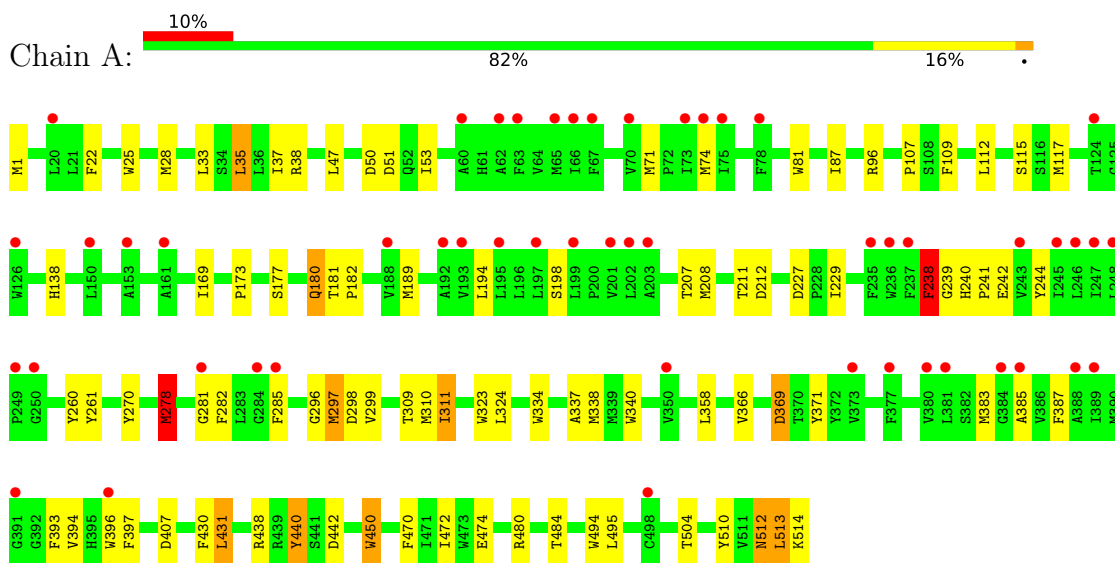 10%
Chain A:
82% 16% •
M1 L20 L21 F22 W25 M28 L33 S34 L35 L36 I37 R38 L47 D50 D51 Q52 I53 A60 H61 A62 F63 V64 M65 I66 F67 V70 M71 P72 I73 M74 I75 F78 W81 I87 R96 P107 S108 F109 L112 S115 S116 M117 T124 G125
W126 H138 L150 A153 A161 I169 P173 S177 Q180 T181 P182 V188 M189 A192 V193 L194 L195 L196 L197 S198 L199 P200 V201 L202 A203 T207 M208 T211 D212 D227 P228 I229 F235 W236 F237 F238 G239 H240 P241 E242 V243 Y244 I245 L246 I247 L248
P249 G250 Y260 Y261 Y270 M278 G281 F282 L283 G284 F285 G296 M297 D298 V299 T309 M310 I311 W323 L324 W334 A337 M338 M339 W340 V350 L358 V366 D369 T370 Y371 Y372 V373 F377 V380 L381 S382 M383 G384 A385 V386 F387 A388 I389 M390
G391 G392 F393 V394 H395 W396 F397 D407 F430 L431 R438 R439 Y440 S441 D442 W450 F470 I471 I472 W473 E474 R480 T484 W494 L495 C498 T504 Y510 V511 N512 L513 K514